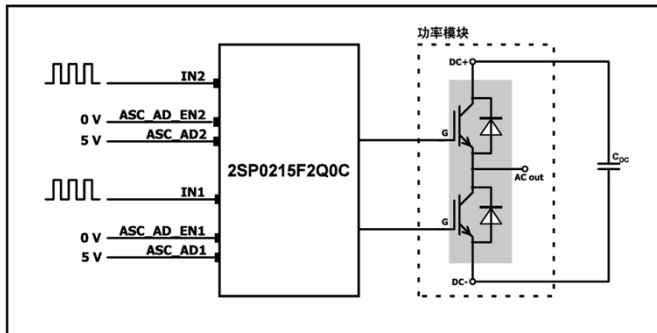 功率模块
DC+
IN2
0 V ASC_AD_EN2
5 V ASC_AD2
G
2SP0215F2Q0C
AC out
C_DC
IN1
0 V ASC_AD_EN1
5 V ASC_AD1
G
DC-